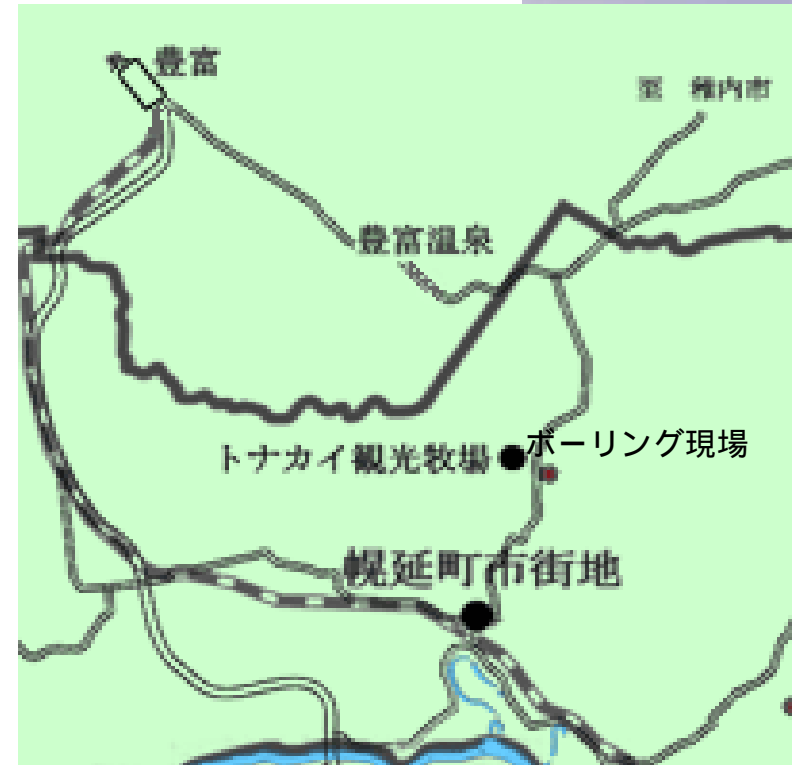 豊富
至 稚内市
豊富温泉
ボーリング現場
トナカイ観光牧場
幌延町市街地